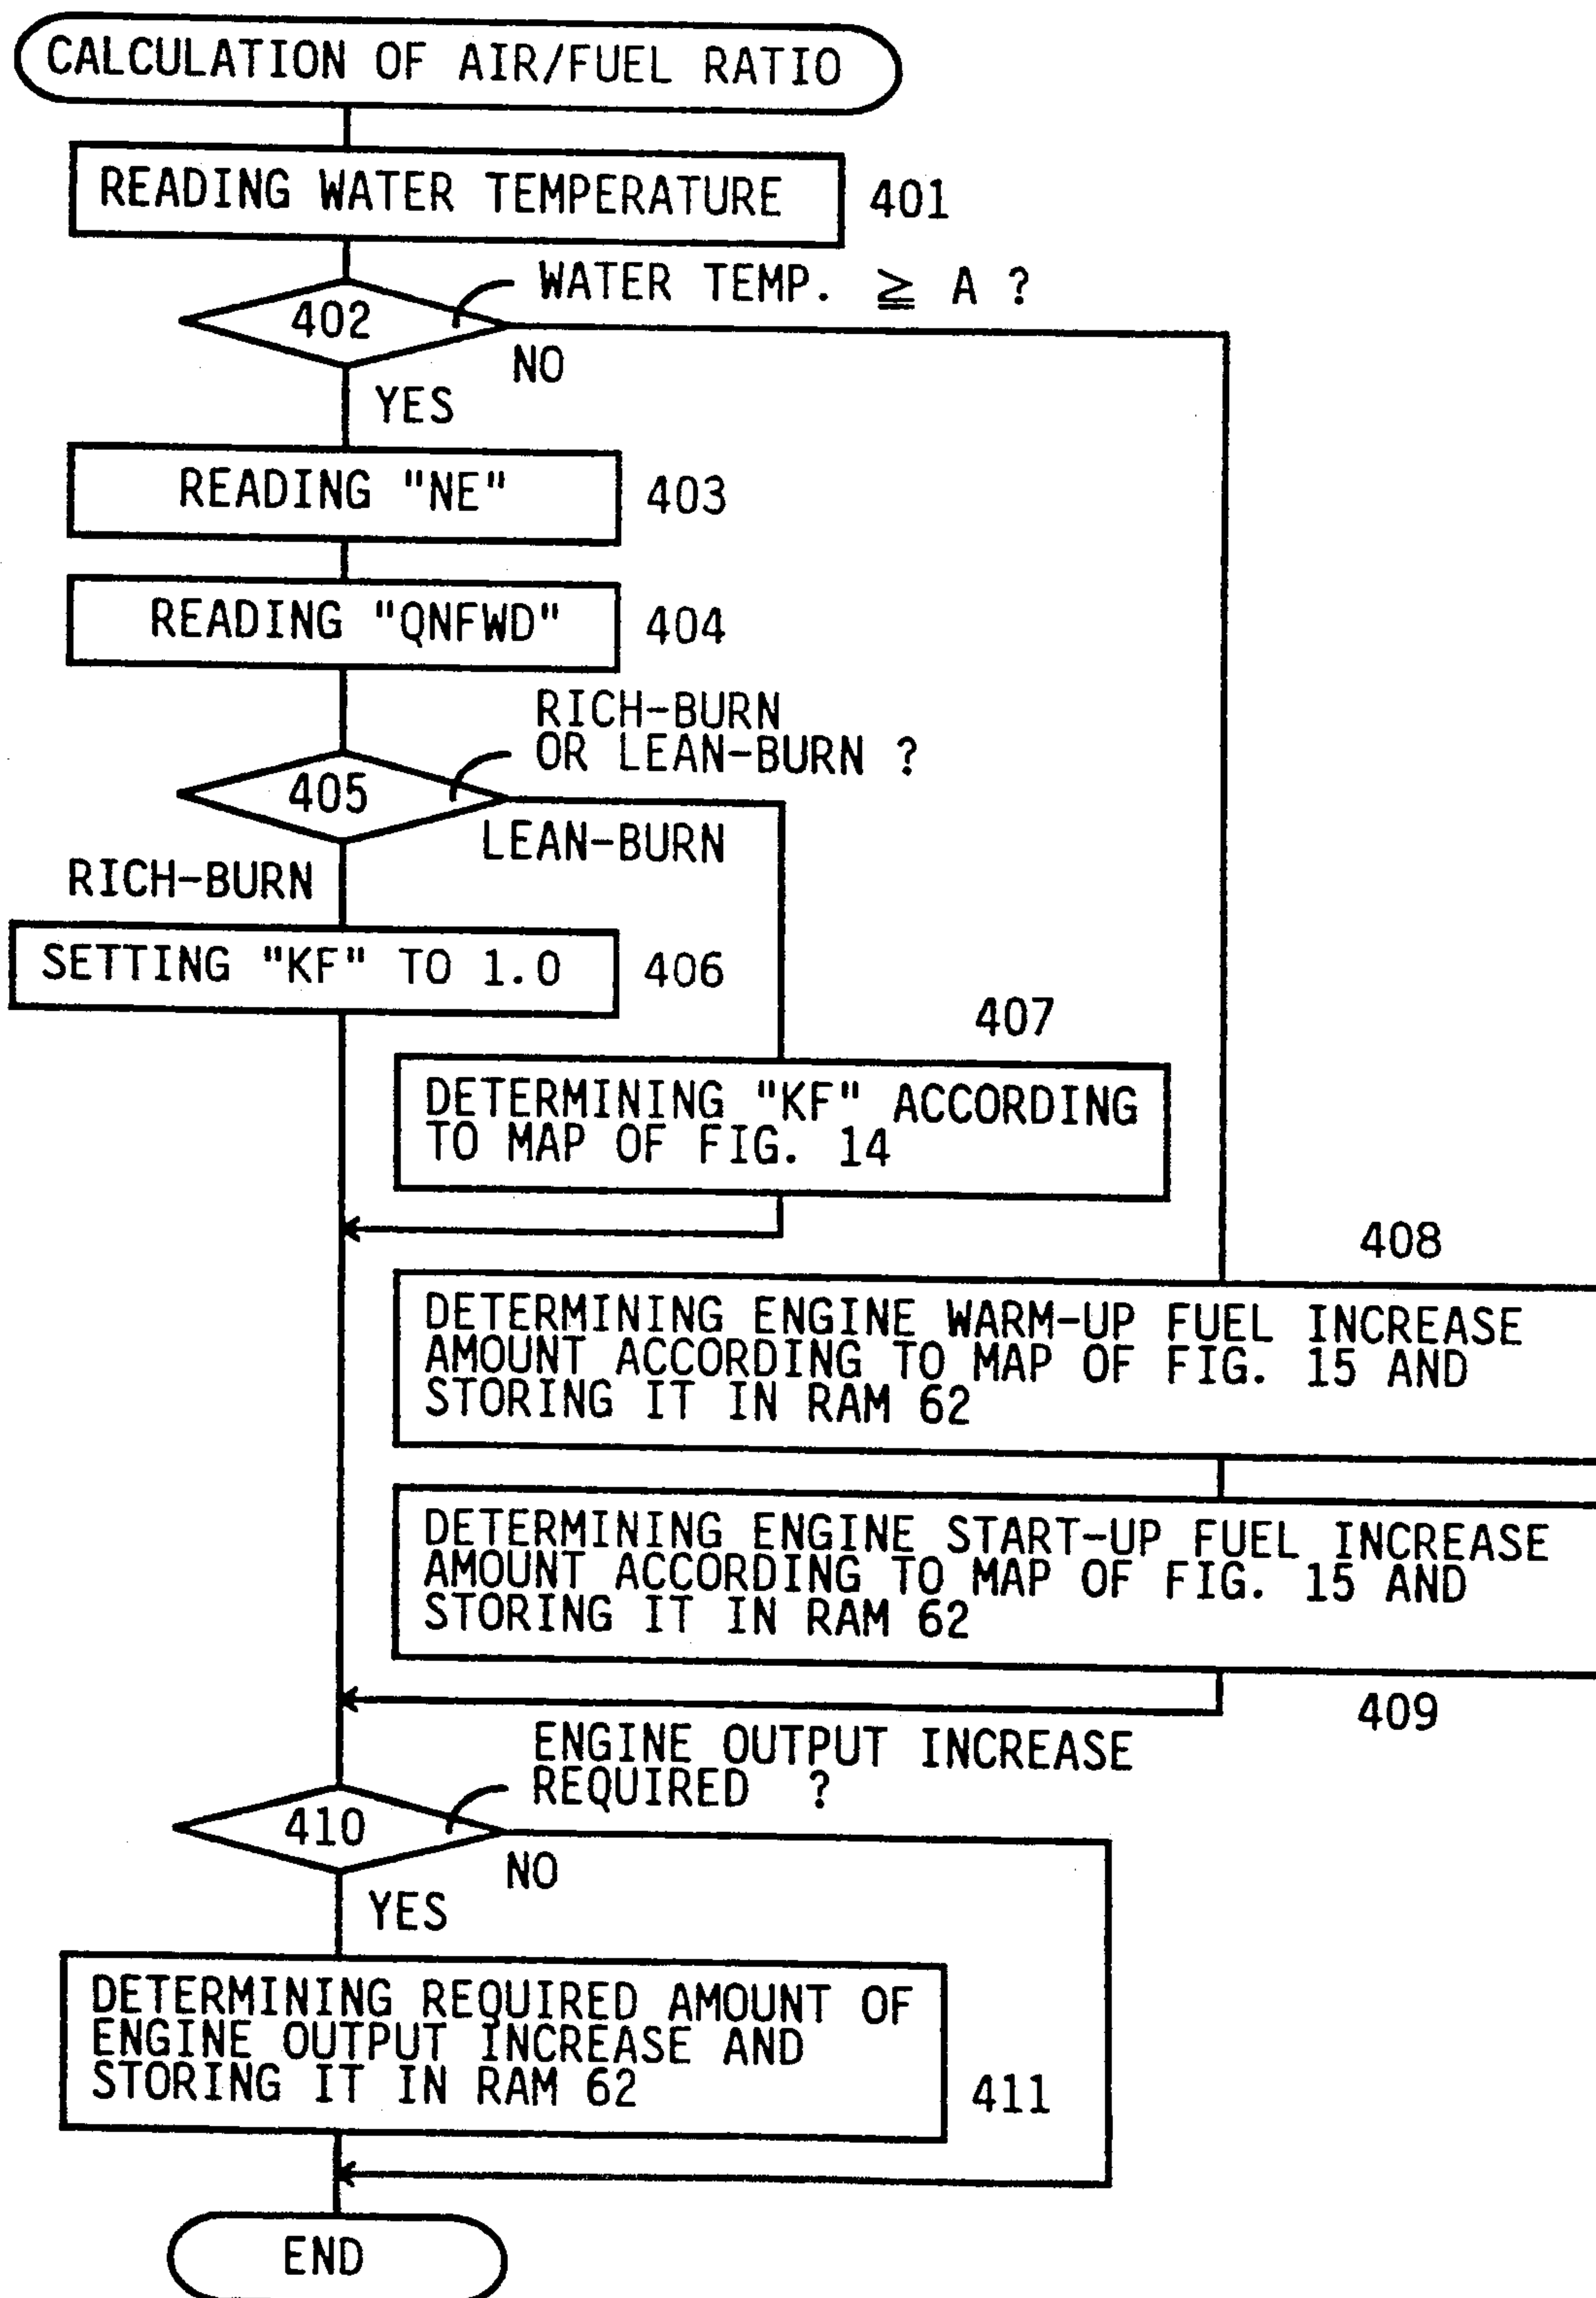 CALCULATION OF AIR/FUEL RATIO
READING WATER TEMPERATURE 401
WATER TEMP. ≧ A ?
402
NO
YES
READING "NE" 403
READING "QNFWD" 404
RICH-BURN
OR LEAN-BURN ?
405
LEAN-BURN
RICH-BURN
SETTING "KF" TO 1.0 406
407
DETERMINING "KF" ACCORDING
TO MAP OF FIG. 14
408
DETERMINING ENGINE WARM-UP FUEL INCREASE
AMOUNT ACCORDING TO MAP OF FIG. 15 AND
STORING IT IN RAM 62
DETERMINING ENGINE START-UP FUEL INCREASE
AMOUNT ACCORDING TO MAP OF FIG. 15 AND
STORING IT IN RAM 62
409
ENGINE OUTPUT INCREASE
REQUIRED ?
410
NO
YES
DETERMINING REQUIRED AMOUNT OF
ENGINE OUTPUT INCREASE AND
STORING IT IN RAM 62
411
END